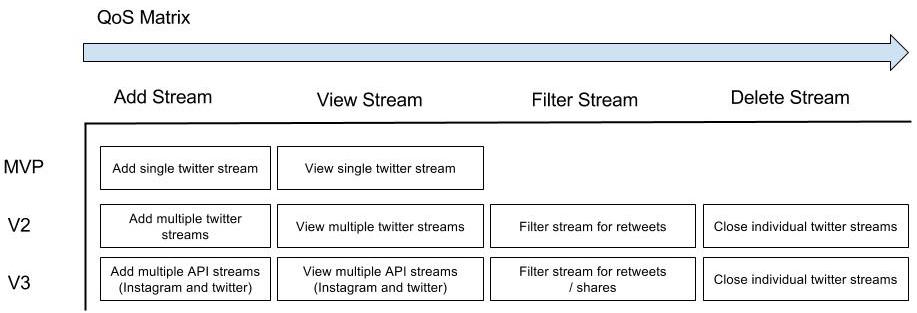 QoS Matrix
Add Stream
View Stream
Filter Stream
Delete Stream
MVP
Add single twitter stream
View single twitter stream
V2
Add multiple twitter
streams
View multiple twitter streams
Filter stream for retweets
Close individual twitter streams
V3
Add multiple API streams
(Instagram and twitter)
View multiple API streams
(Instagram and twitter)
Filter stream for retweets
/ shares
Close individual twitter streams